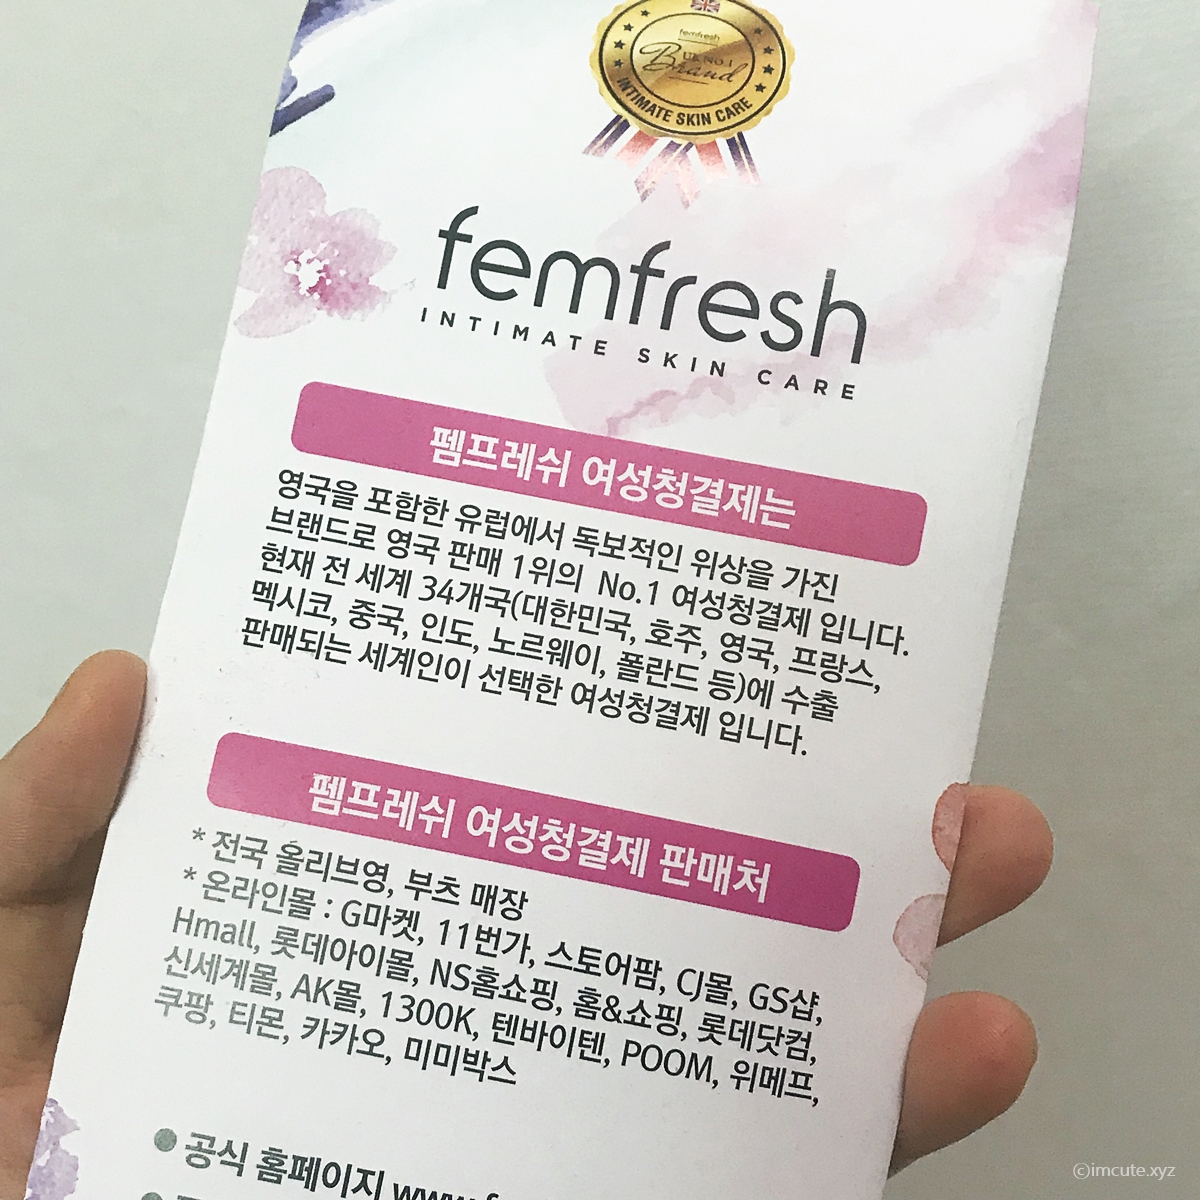 femfresh
UK NO.1
Brand
INTIMATE SKIN CARE
femfresh
INTIMATE SKIN CARE
펨프레쉬 여성청결제는
영국을 포함한 유럽에서 독보적인 위상을 가진
브랜드로 영국 판매 1위의 No.1 여성청결제 입니다.
현재 전 세계 34개국(대한민국, 호주, 영국, 프랑스,
멕시코, 중국, 인도, 노르웨이, 폴란드 등)에 수출
판매되는 세계인이 선택한 여성청결제 입니다.
펨프레쉬 여성청결제 판매처
* 전국 올리브영, 부츠 매장
* 온라인몰 : G마켓, 11번가, 스토어팜, CJ몰, GS샵,
Hmall, 롯데아이몰, NS홈쇼핑, 홈&쇼핑, 롯데닷컴,
신세계몰, AK몰, 1300K, 텐바이텐, POOM, 위메프,
쿠팡, 티몬, 카카오, 미미박스
● 공식 홈페이지
ⓒimcute.xyz